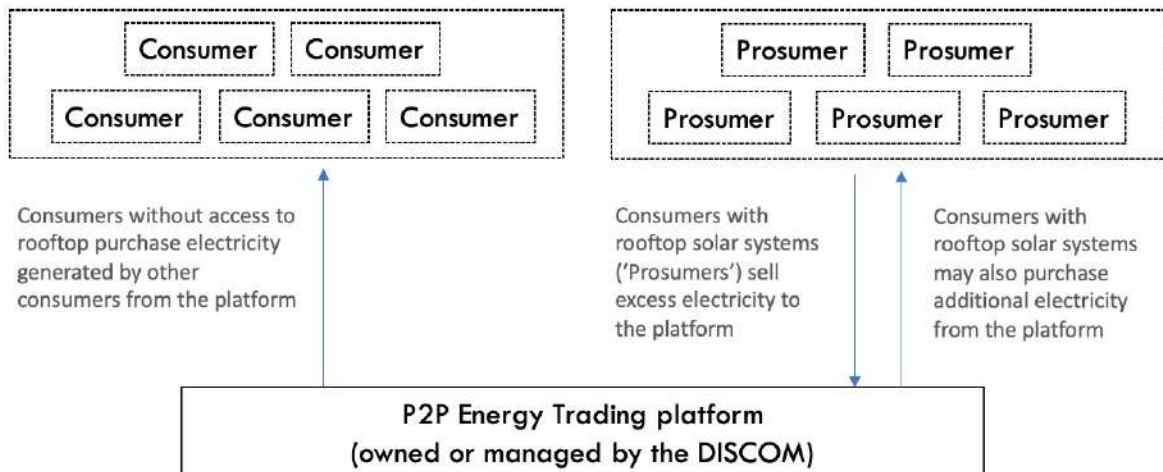 Consumer Consumer
Consumer Consumer Consumer
Prosumer Prosumer
Prosumer Prosumer Prosumer
Consumers without access to
rooftop purchase electricity
generated by other
consumers from the platform
Consumers with
rooftop solar systems
('Prosumers') sell
excess electricity to
the platform
Consumers with
rooftop solar systems
may also purchase
additional electricity
from the platform
P2P Energy Trading platform
(owned or managed by the DISCOM)